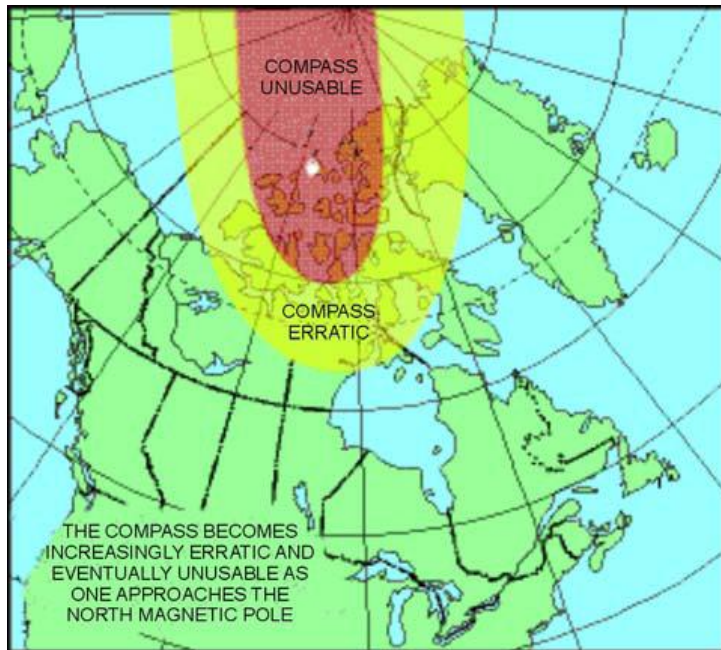 COMPASS
UNUSABLE
COMPASS
ERRATIC
THE COMPASS BECOMES
INCREASINGLY ERRATIC AND
EVENTUALLY UNUSABLE AS
ONE APPROACHES THE
NORTH MAGNETIC POLE